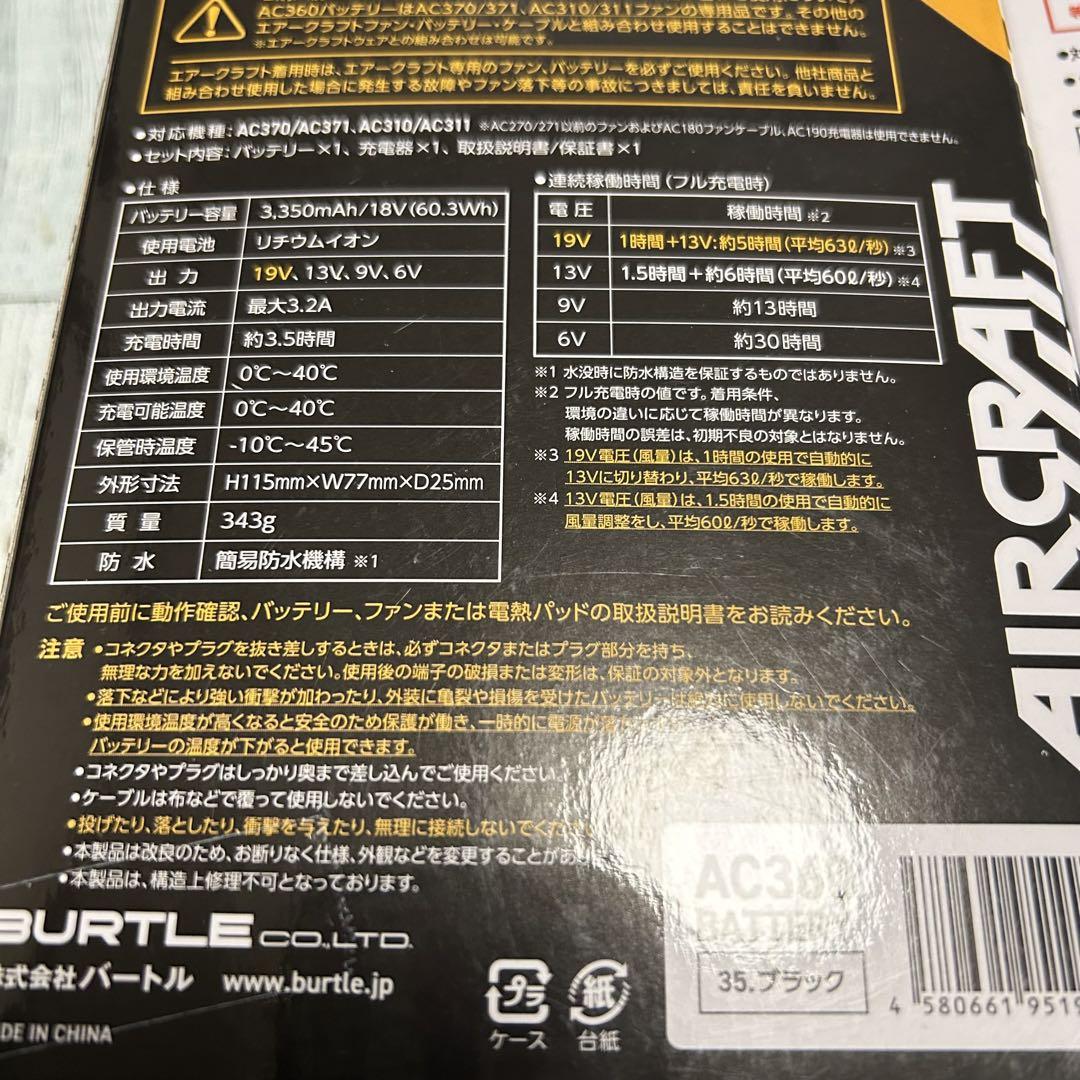 AC360バッテリーはAC370/371、AC310/311ファンの専用品です。その他の
エアークラフトファン・バッテリー・ケーブルと組み合わせ使用することはできません。
※エアークラフトウェアとの組み合わせは可能です。
エアークラフト着用時は、エアークラフト専用のファン、バッテリーを必ずご使用ください。他社商品と
組み合わせ使用した場合に発生する故障やファン落下等の事故につきましては、責任を負いません。
●対応機種：AC370/AC371、AC310/AC311 ※AC270/271以前のファンおよびAC180ファンケーブル、AC190充電器は使用できません。
●セット内容：バッテリー×1、充電器×1、取扱説明書/保証書×1
●仕様
バッテリー容量 3,350mAh/18V(60.3Wh)
使用電池 リチウムイオン
出力 19V、13V、9V、6V
出力電流 最大3.2A
充電時間 約3.5時間
使用環境温度 0℃〜40℃
充電可能温度 0℃〜40℃
保管時温度 -10℃〜45℃
外形寸法 H115mm×W77mm×D25mm
質量 343g
防水 簡易防水機構 ※1
●連続稼働時間（フル充電時）
電圧 稼働時間 ※2
19V 1時間＋13V：約5時間（平均63ℓ/秒）※3
13V 1.5時間＋約6時間（平均60ℓ/秒）※4
9V 約13時間
6V 約30時間
※1 水没時に防水構造を保証するものではありません。
※2 フル充電時の値です。着用条件、
環境の違いに応じて稼働時間が異なります。
稼働時間の誤差は、初期不良の対象とはなりません。
※3 19V電圧（風量）は、1時間の使用で自動的に
13Vに切り替わり、平均63ℓ/秒で稼働します。
※4 13V電圧（風量）は、1.5時間の使用で自動的に
風量調整をし、平均60ℓ/秒で稼働します。
ご使用前に動作確認、バッテリー、ファンまたは電熱パッドの取扱説明書をお読みください。
注意 ●コネクタやプラグを抜き差しするときは、必ずコネクタまたはプラグ部分を持ち、
無理な力を加えないでください。使用後の端子の破損または変形は、保証の対象外となります。
●落下などにより強い衝撃が加わったり、外装に亀裂や損傷を受けたバッテリーは絶対に使用しないでください。
●使用環境温度が高くなると安全のため保護が働き、一時的に電源が落ち
バッテリーの温度が下がると使用できます。
●コネクタやプラグはしっかり奥まで差し込んでご使用ください。
●ケーブルは布などで覆って使用しないでください。
●投げたり、落としたり、衝撃を与えたり、無理に接続しないでくださ
●本製品は改良のため、お断りなく仕様、外観などを変更することがあ
●本製品は、構造上修理不可となっております。
BURTLE CO.,LTD.
株式会社バートル www.burtle.jp
MADE IN CHINA
プラ
ケース
紙
台紙
AIRCRAFT
BATTERY
35.ブラック
4 580661 9519